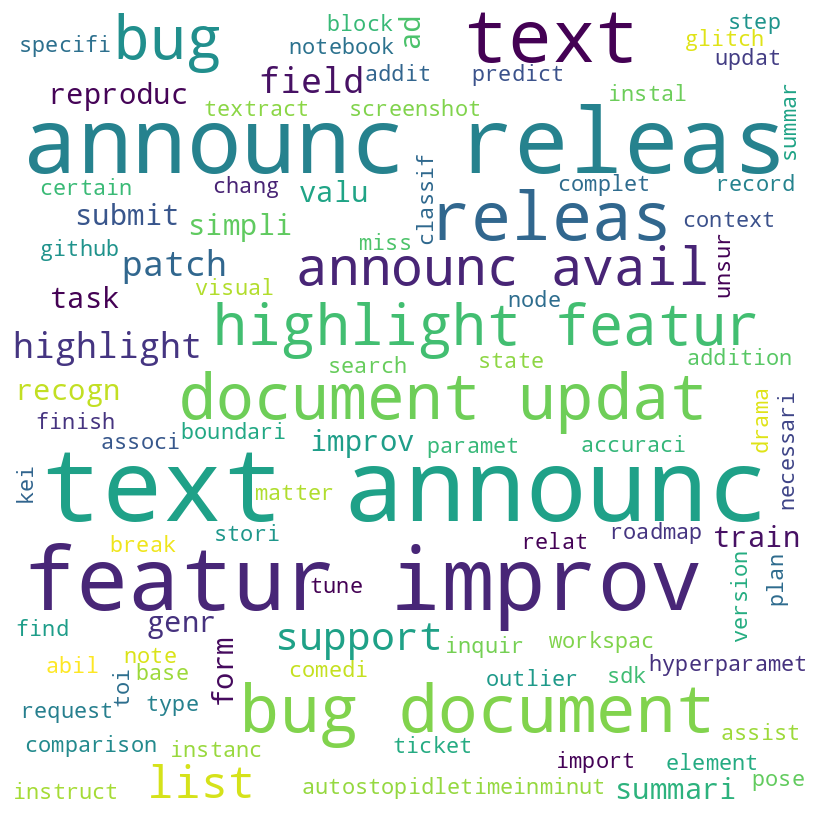 bug
text
block
ad
step
specifi
notebook
glitch
field
addit
predict
updat
reproduc
textract
screenshot
instal
summar
announc releas
certain
chang
valu
classif
complet
record
submit
simpli
releas
context
github
patch
miss
announc avail
unsur
task
visual
node
highlight
highlight featur
search
state
addition
recogn
document updat
drama
necessari
finish
associ
boundari
improv
paramet
accuraci
kei
text announc
matter
break
stori
relat
roadmap
train
featur improv
tune
version
plan
find
genr
support
inquir
workspac
abil
note
base
form
comedi
outlier
sdk
hyperparamet
toi
type
request
bug document
assist
comparison
instanc
ticket
import
element
instruct
list
autostopidletimeinminut
summari
pose